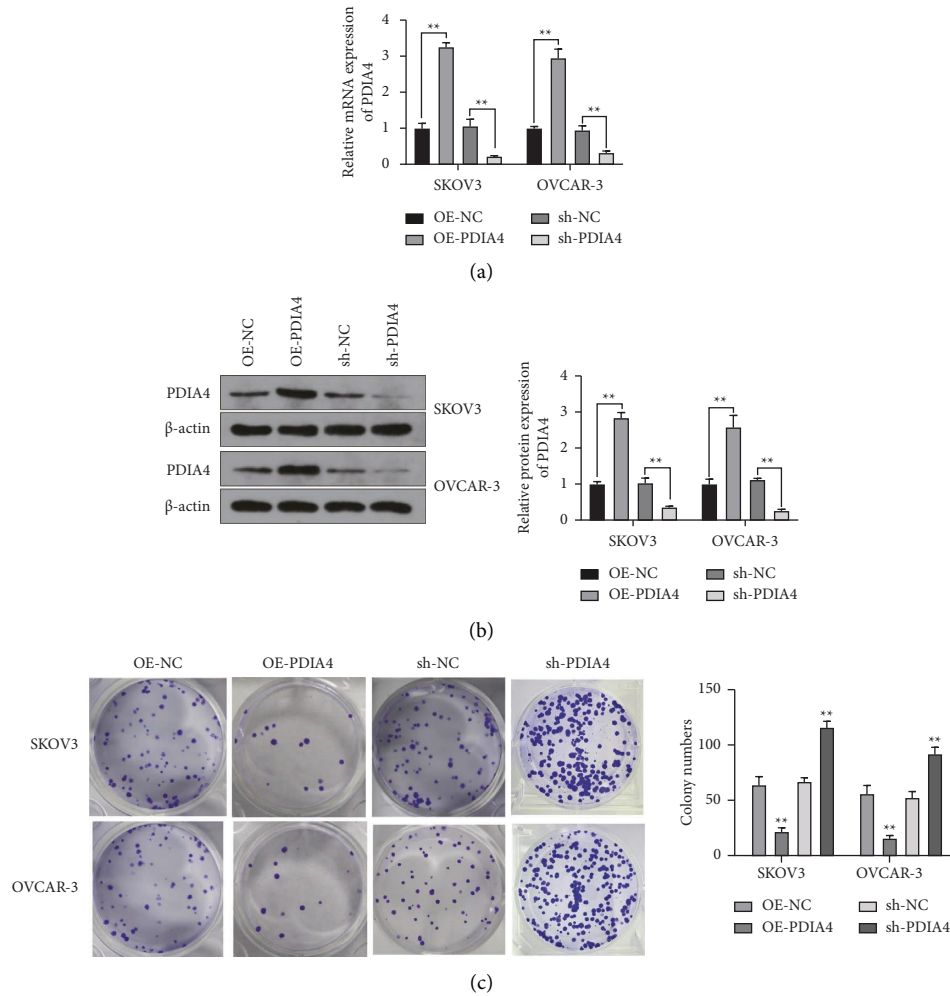 4
3
2
1
0
Relative mRNA expression
of PDIA4
**
**
**
**
SKOV3
OVCAR-3
OE-NC
sh-NC
OE-PDIA4
sh-PDIA4
(a)
OE-NC
OE-PDIA4
sh-NC
sh-PDIA4
PDIA4
β-actin
SKOV3
PDIA4
β-actin
OVCAR-3
4
3
2
1
0
Relative protein expression
of PDIA4
**
**
**
**
SKOV3
OVCAR-3
OE-NC
sh-NC
OE-PDIA4
sh-PDIA4
(b)
OE-NC
OE-PDIA4
sh-NC
sh-PDIA4
SKOV3
OVCAR-3
150
100
50
0
Colony numbers
**
**
**
**
SKOV3
OVCAR-3
OE-NC
sh-NC
OE-PDIA4
sh-PDIA4
(c)